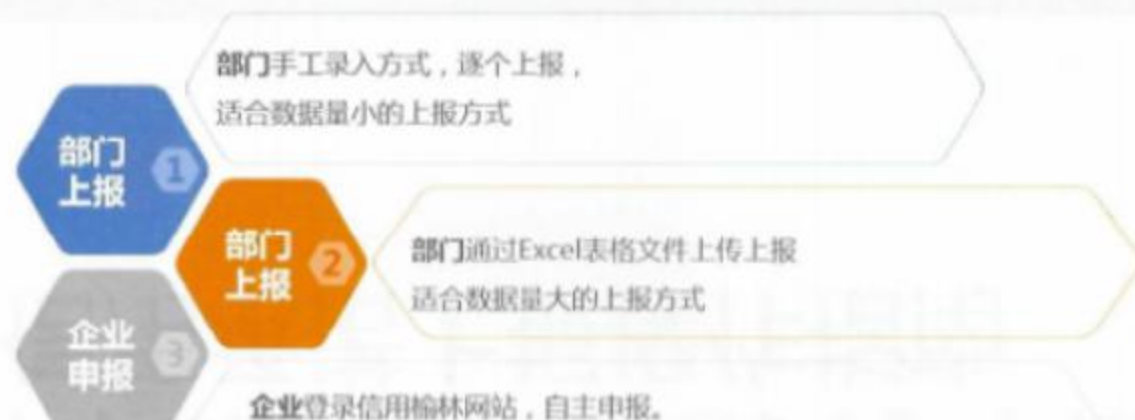 部门手工录入方式，逐个上报，
适合数据量小的上报方式
部门
上报
1
部门
上报
2
部门通过Excel表格文件上传上报
适合数据量大的上报方式
企业
申报
3
企业登录信用榆林网站，自主申报。